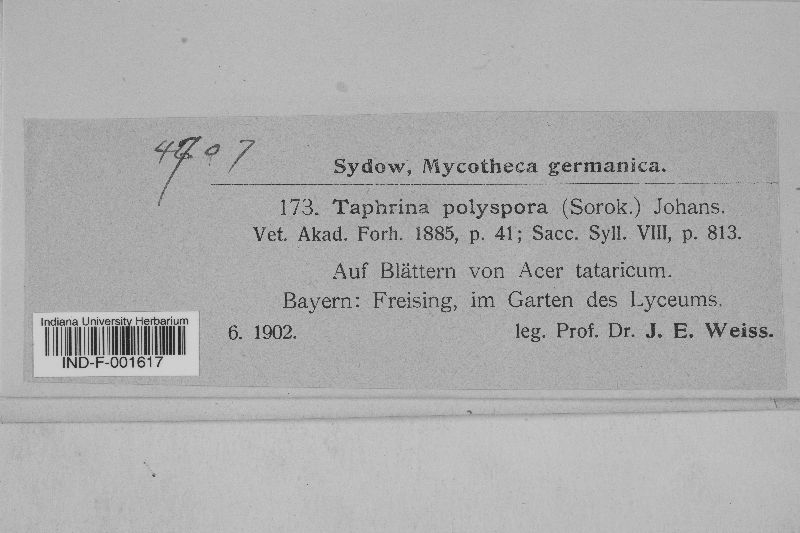 Sydow, Mycotheca germanica.
173. Taphrina polyspora (Sorok.) Johans.
Vet. Akad. Forh. 1885, p. 41; Sacc. Syll. VIII, p. 813.
Auf Blättern von Acer tataricum.
Bayern: Freising, im Garten des Lyceums.
6. 1902. leg. Prof. Dr. J. E. Weiss.
Indiana University Herbarium
IND-F-001617